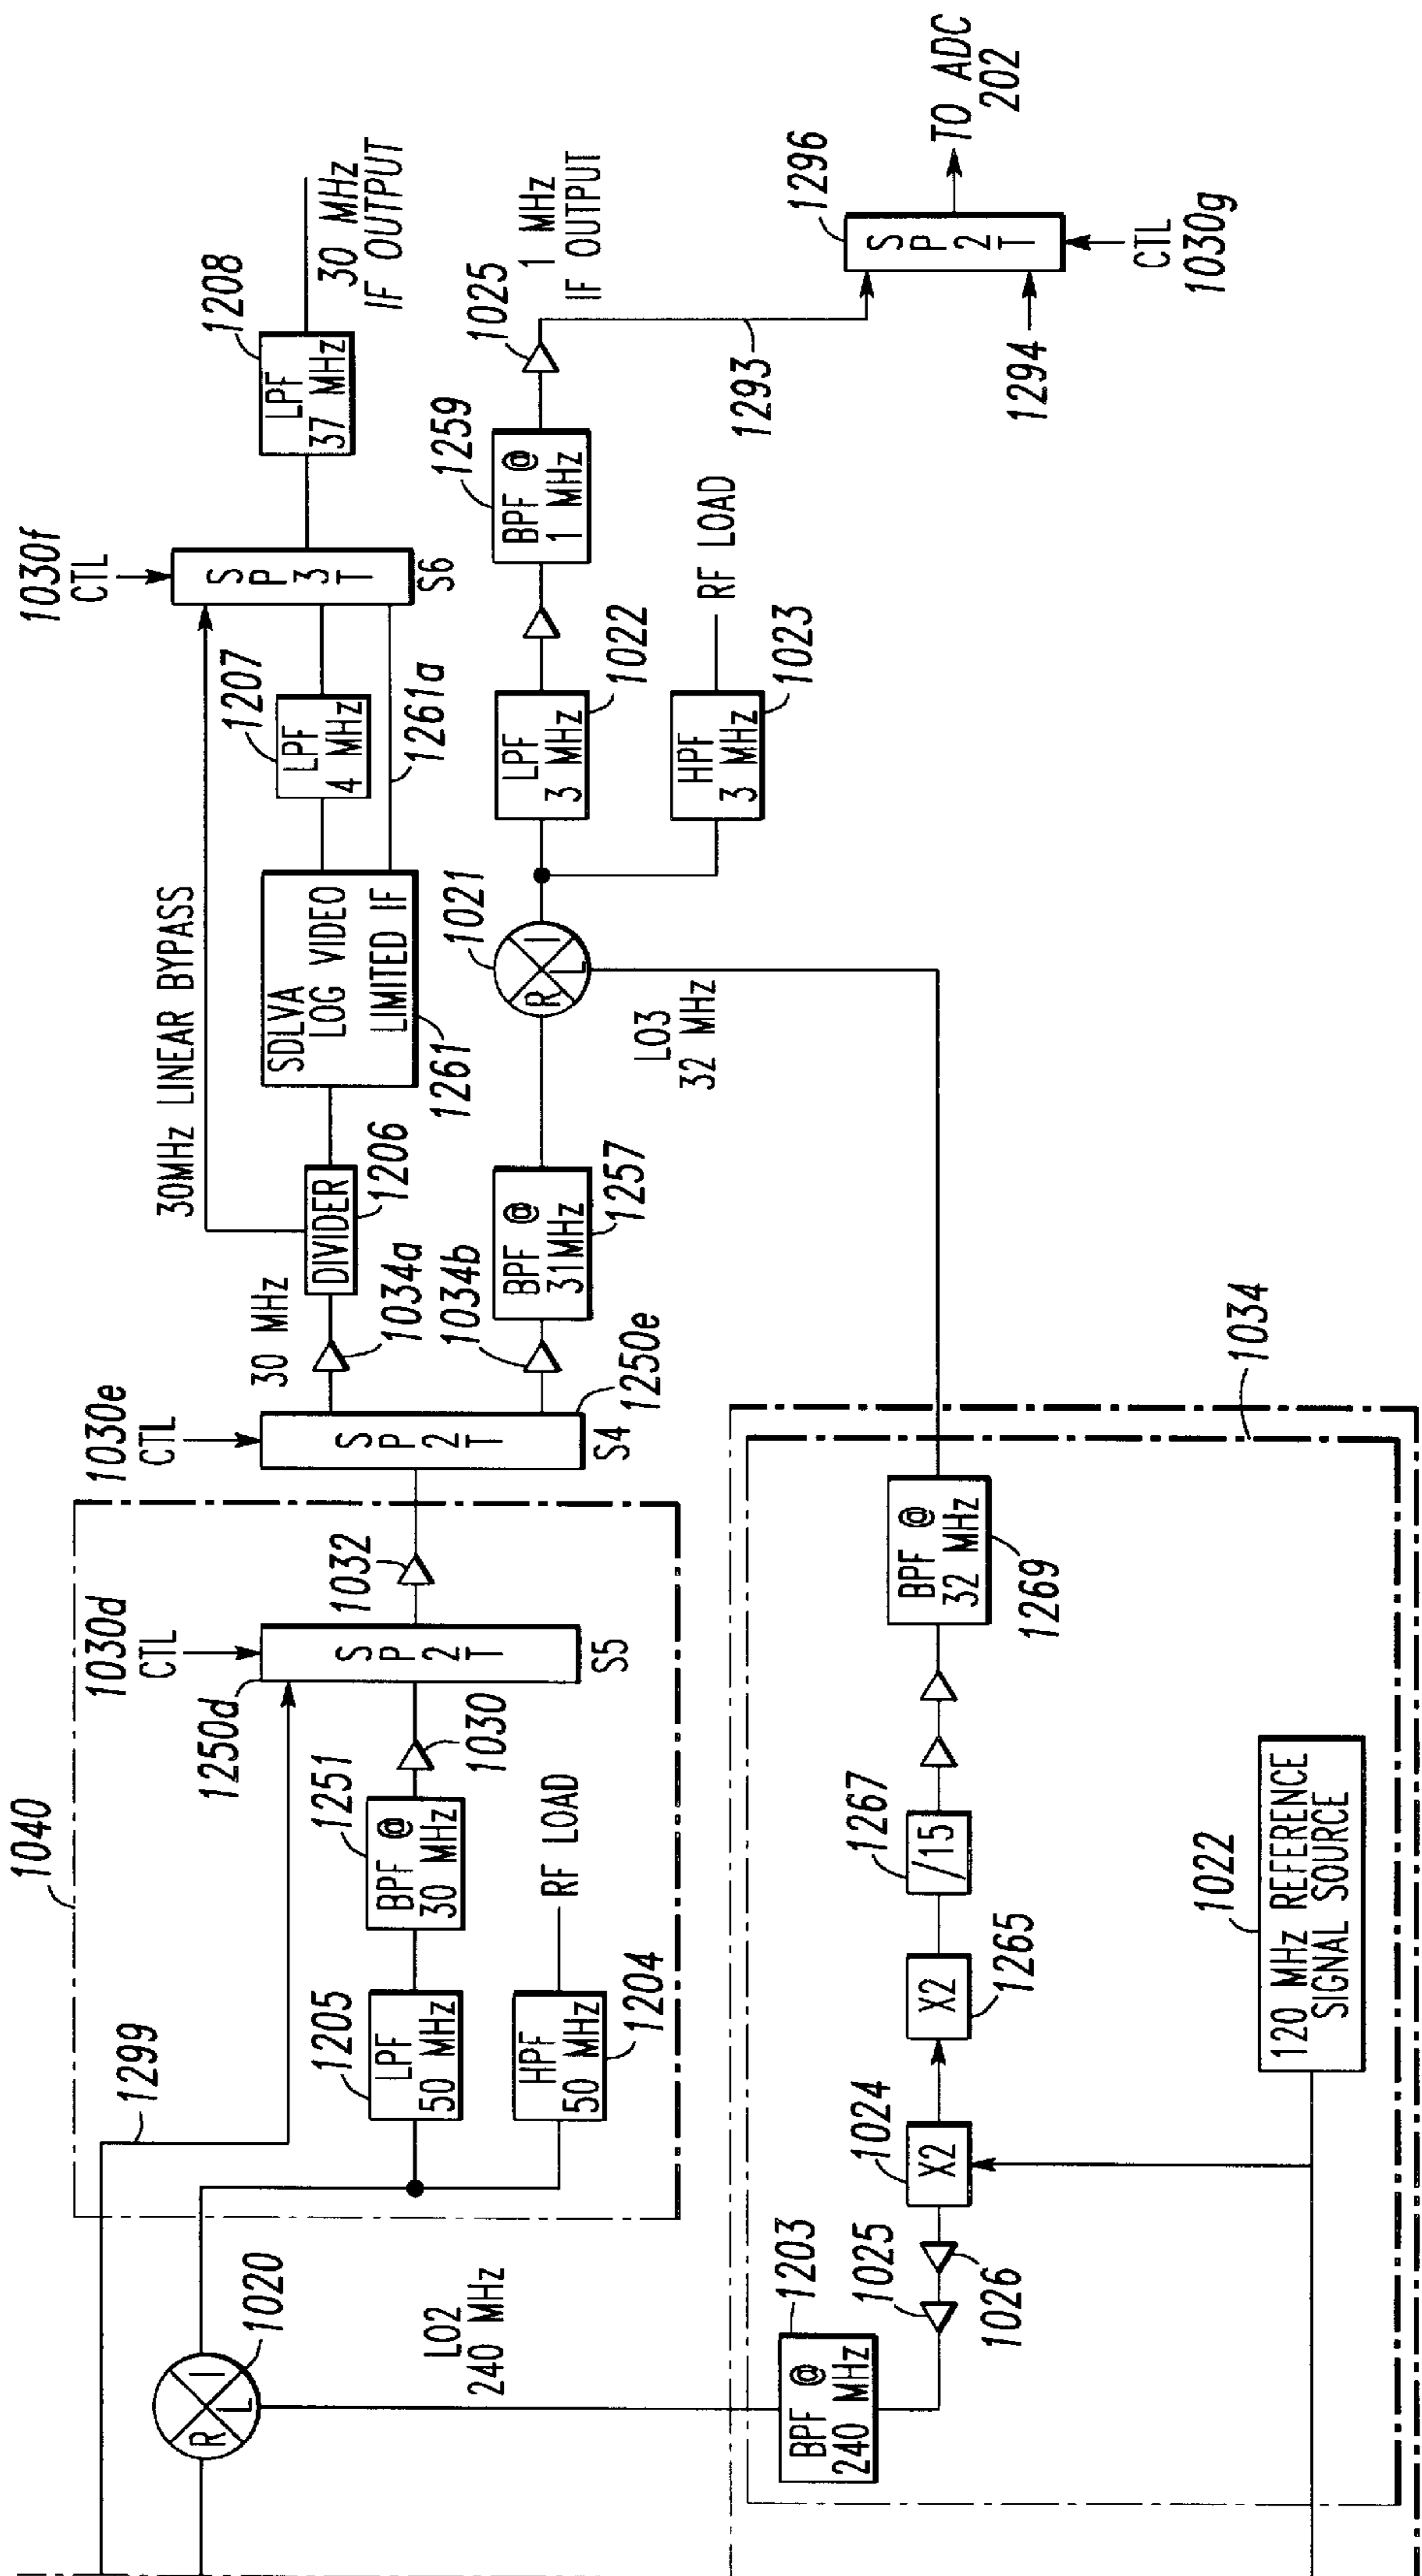 1040
1299
1030d
CTL
1250d
S
P
2
T
S5
1032
1205
LPF
50 MHz
1251
BPF @
30 MHz
1030
HPF
50 MHz
1204
RF LOAD
R
I
L
1020
LO2
240 MHz
1030e
CTL
S
P
2
T
S4
1250e
30 MHz
1034a
1034b
DIVIDER
1206
30MHz LINEAR BYPASS
SDLVA
LOG VIDEO
LIMITED IF
1261
1207
LPF
4 MHz
1261a
1030f
CTL
S
P
3
T
S6
1208
LPF
37 MHz
30 MHz
IF OUTPUT
BPF @
31MHz
1257
R
I
L
1021
LO3
32 MHz
LPF
3 MHz
1022
HPF
3 MHz
1023
RF LOAD
1259
BPF @
1 MHz
1025
1 MHz
IF OUTPUT
1293
1294
1296
S
P
2
T
TO ADC
202
CTL
1030g
1034
1203
BPF @
240 MHz
1025
1026
1024
X2
X2
1265
1267
/15
BPF @
32 MHz
1269
1022
120 MHz REFERENCE
SIGNAL SOURCE